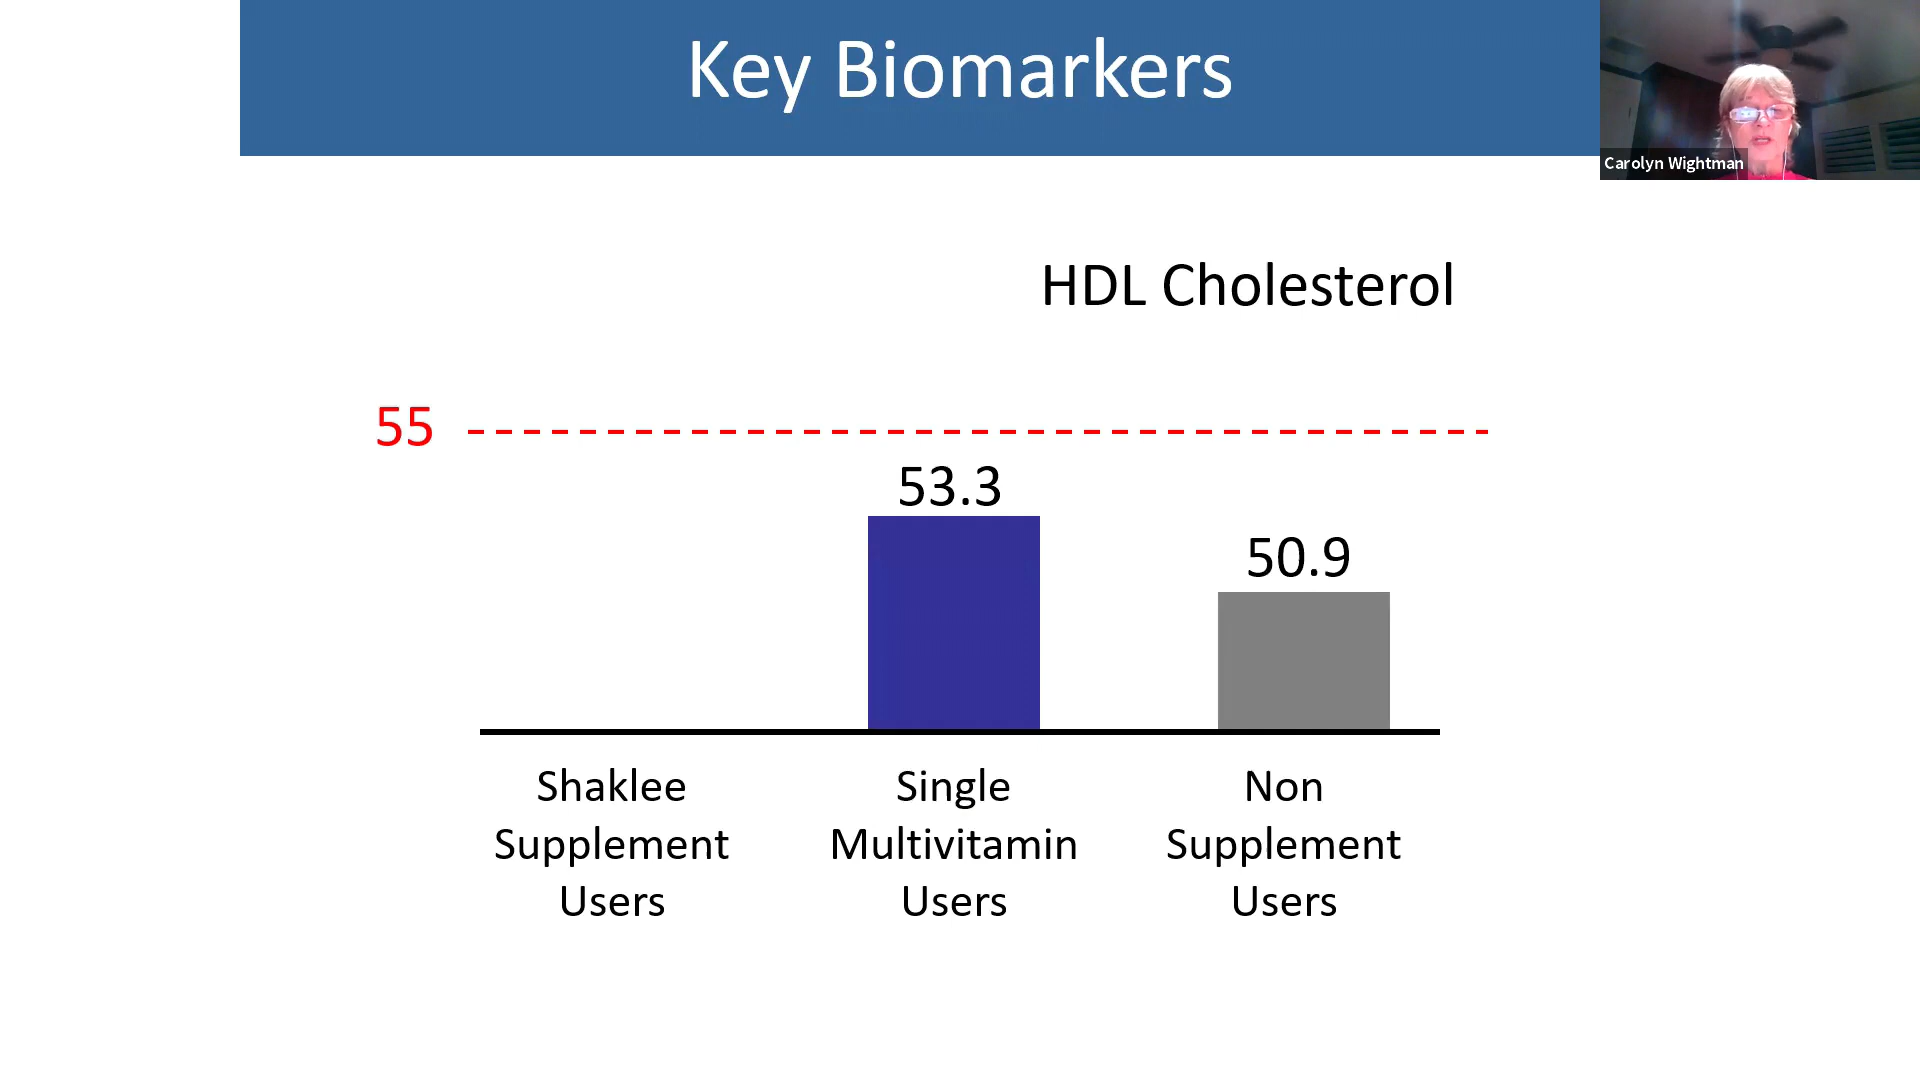 Key Biomarkers
Carolyn Wightman
HDL Cholesterol
55
53.3
50.9
Shaklee
Supplement
Users
Single
Multivitamin
Users
Non
Supplement
Users